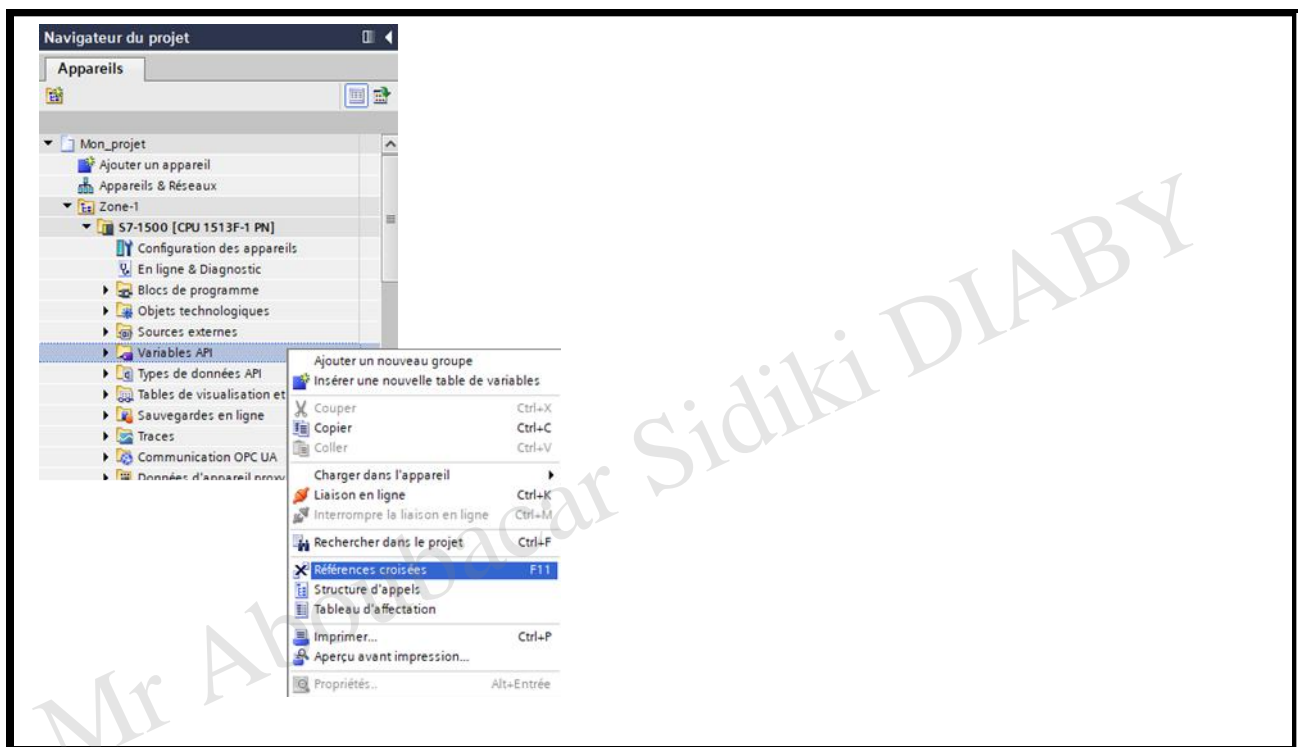 Navigateur du projet
Appareils
Mon_projet
Ajouter un appareil
Appareils & Réseaux
Zone-1
S7-1500 [CPU 1513F-1 PN]
Configuration des appareils
En ligne & Diagnostic
Blocs de programme
Objets technologiques
Sources externes
Variables API
Types de données API
Tables de visualisation et
Sauvegardes en ligne
Traces
Communication OPC UA
Données d'appareil proxy
Ajouter un nouveau groupe
Insérer une nouvelle table de variables
Couper Ctrl+X
Copier Ctrl+C
Coller Ctrl+V
Charger dans l'appareil
Liaison en ligne Ctrl+K
Interrompre la liaison en ligne Ctrl+M
Rechercher dans le projet Ctrl+F
Références croisées F11
Structure d'appels
Tableau d'affectation
Imprimer... Ctrl+P
Aperçu avant impression...
Propriétés.. Alt+Entrée
Mr Aboubacar Sidiki DIABY